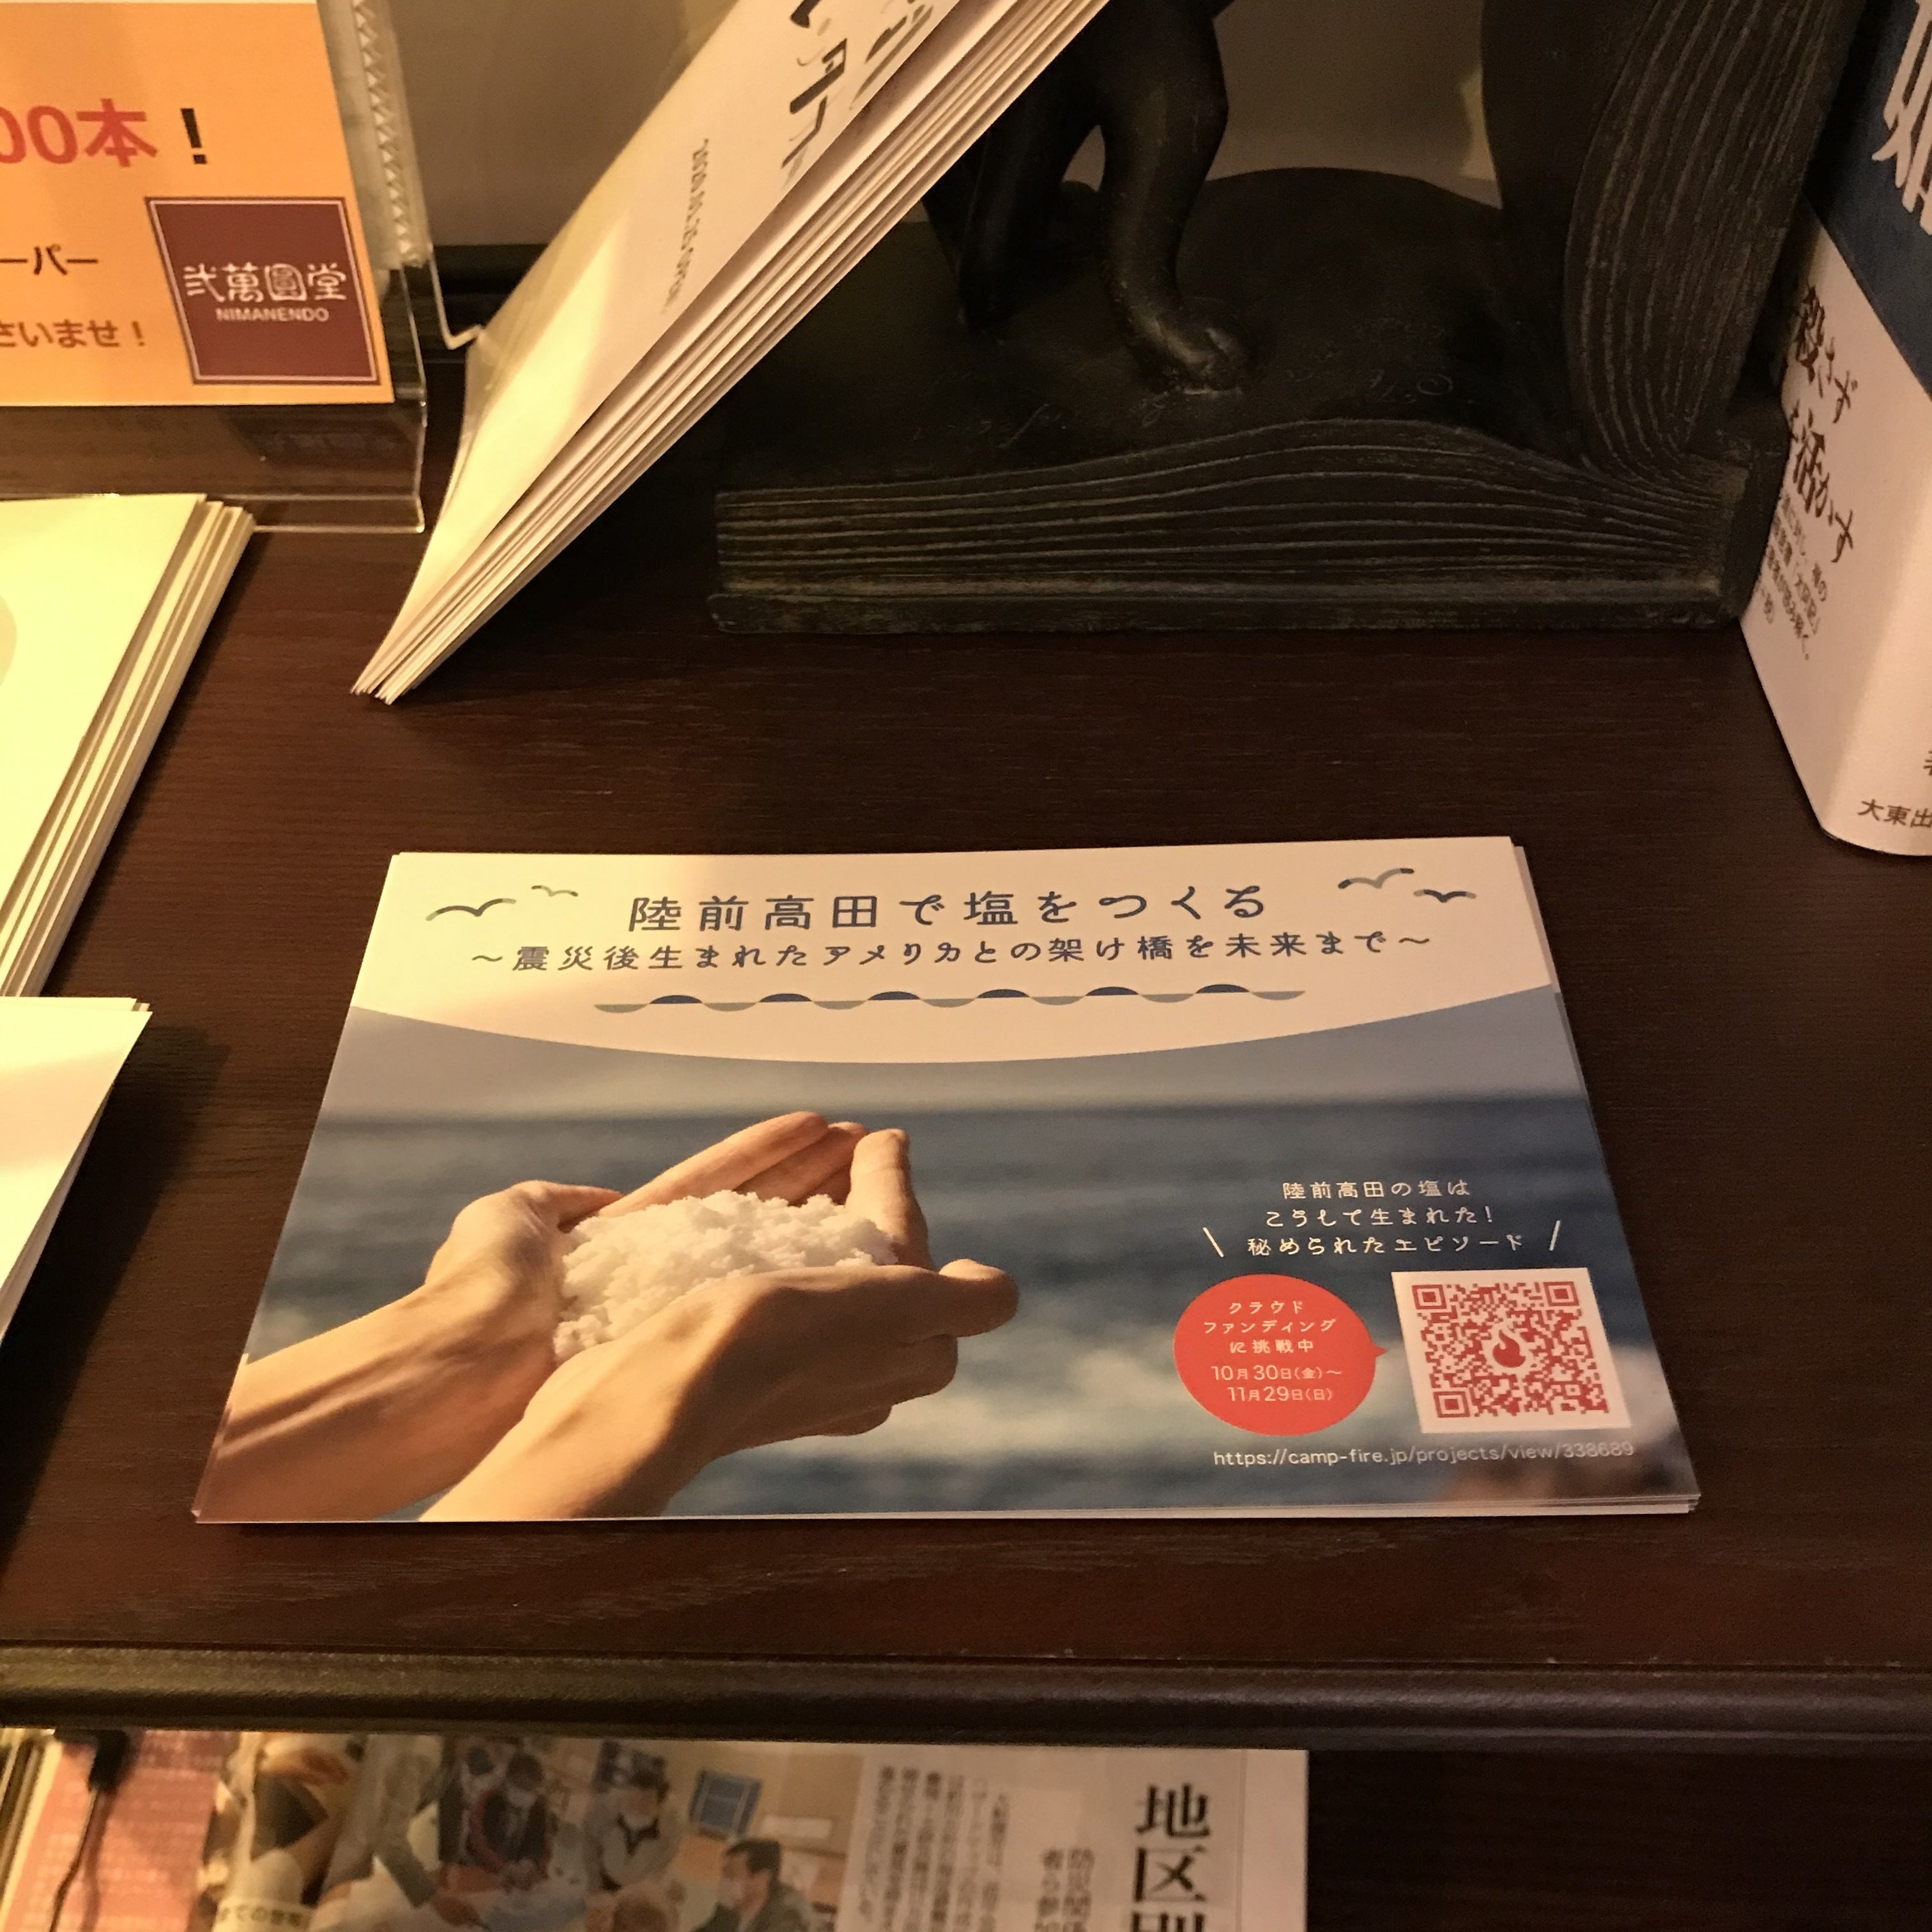 00本！
ーパー
さいませ！
弐萬圓堂
NIMANENDO
殺さず
活かす
大東出
陸前高田で塩をつくる
～震災後生まれたアメリカとの架け橋を未来まで～
陸前高田の塩は
こうして生まれた！
秘められたエピソード
クラウド
ファンディング
に挑戦中
10月30日(金)～
11月29日(日)
https://camp-fire.jp/projects/view/338689
地区別